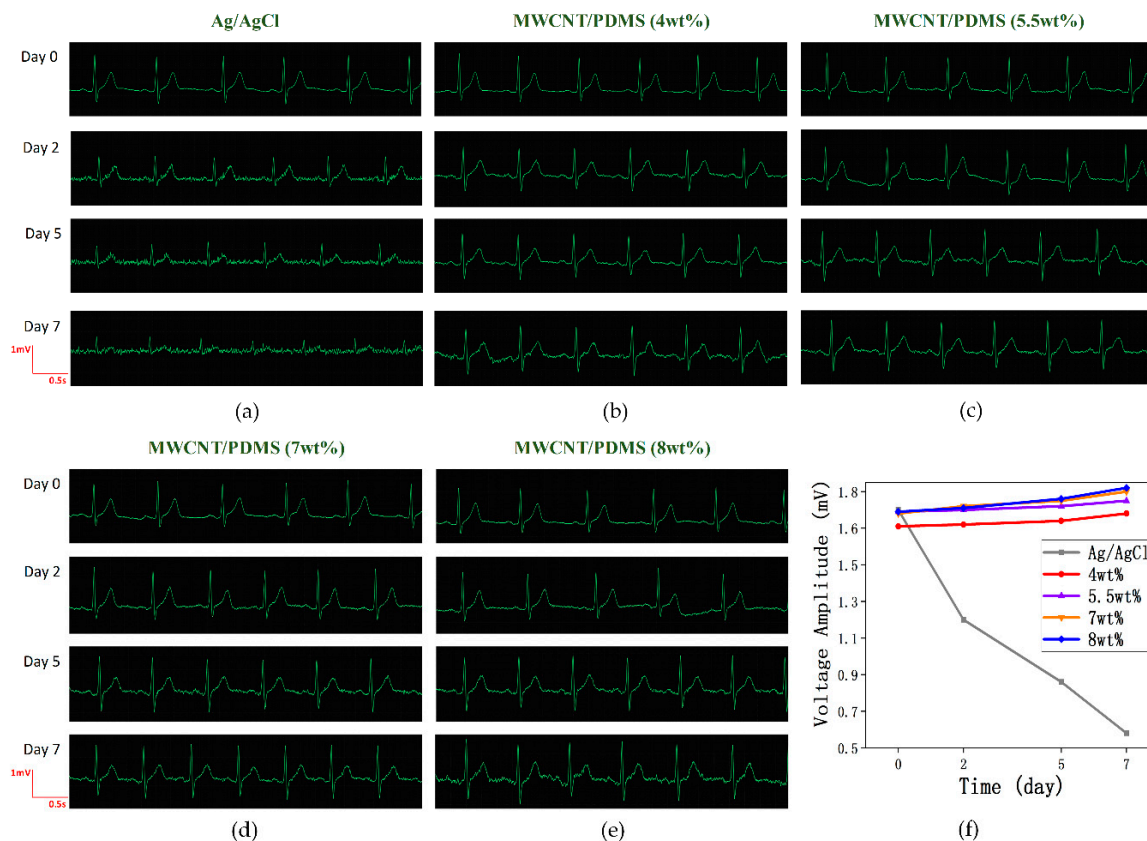 Ag/AgCl
MWCNT/PDMS (4wt%)
MWCNT/PDMS (5.5wt%)
Day 0
Day 2
Day 5
Day 7
1mV
0.5s
(a)
(b)
(c)
MWCNT/PDMS (7wt%)
MWCNT/PDMS (8wt%)
Day 0
Day 2
Day 5
Day 7
1mV
0.5s
(d)
(e)
Voltage Amplitude (mV)
1.8
1.6
1.5
1.3
1.1
0.9
0.7
0.5
Ag/AgCl
4wt%
5.5wt%
7wt%
8wt%
0
2
5
7
Time (day)
(f)